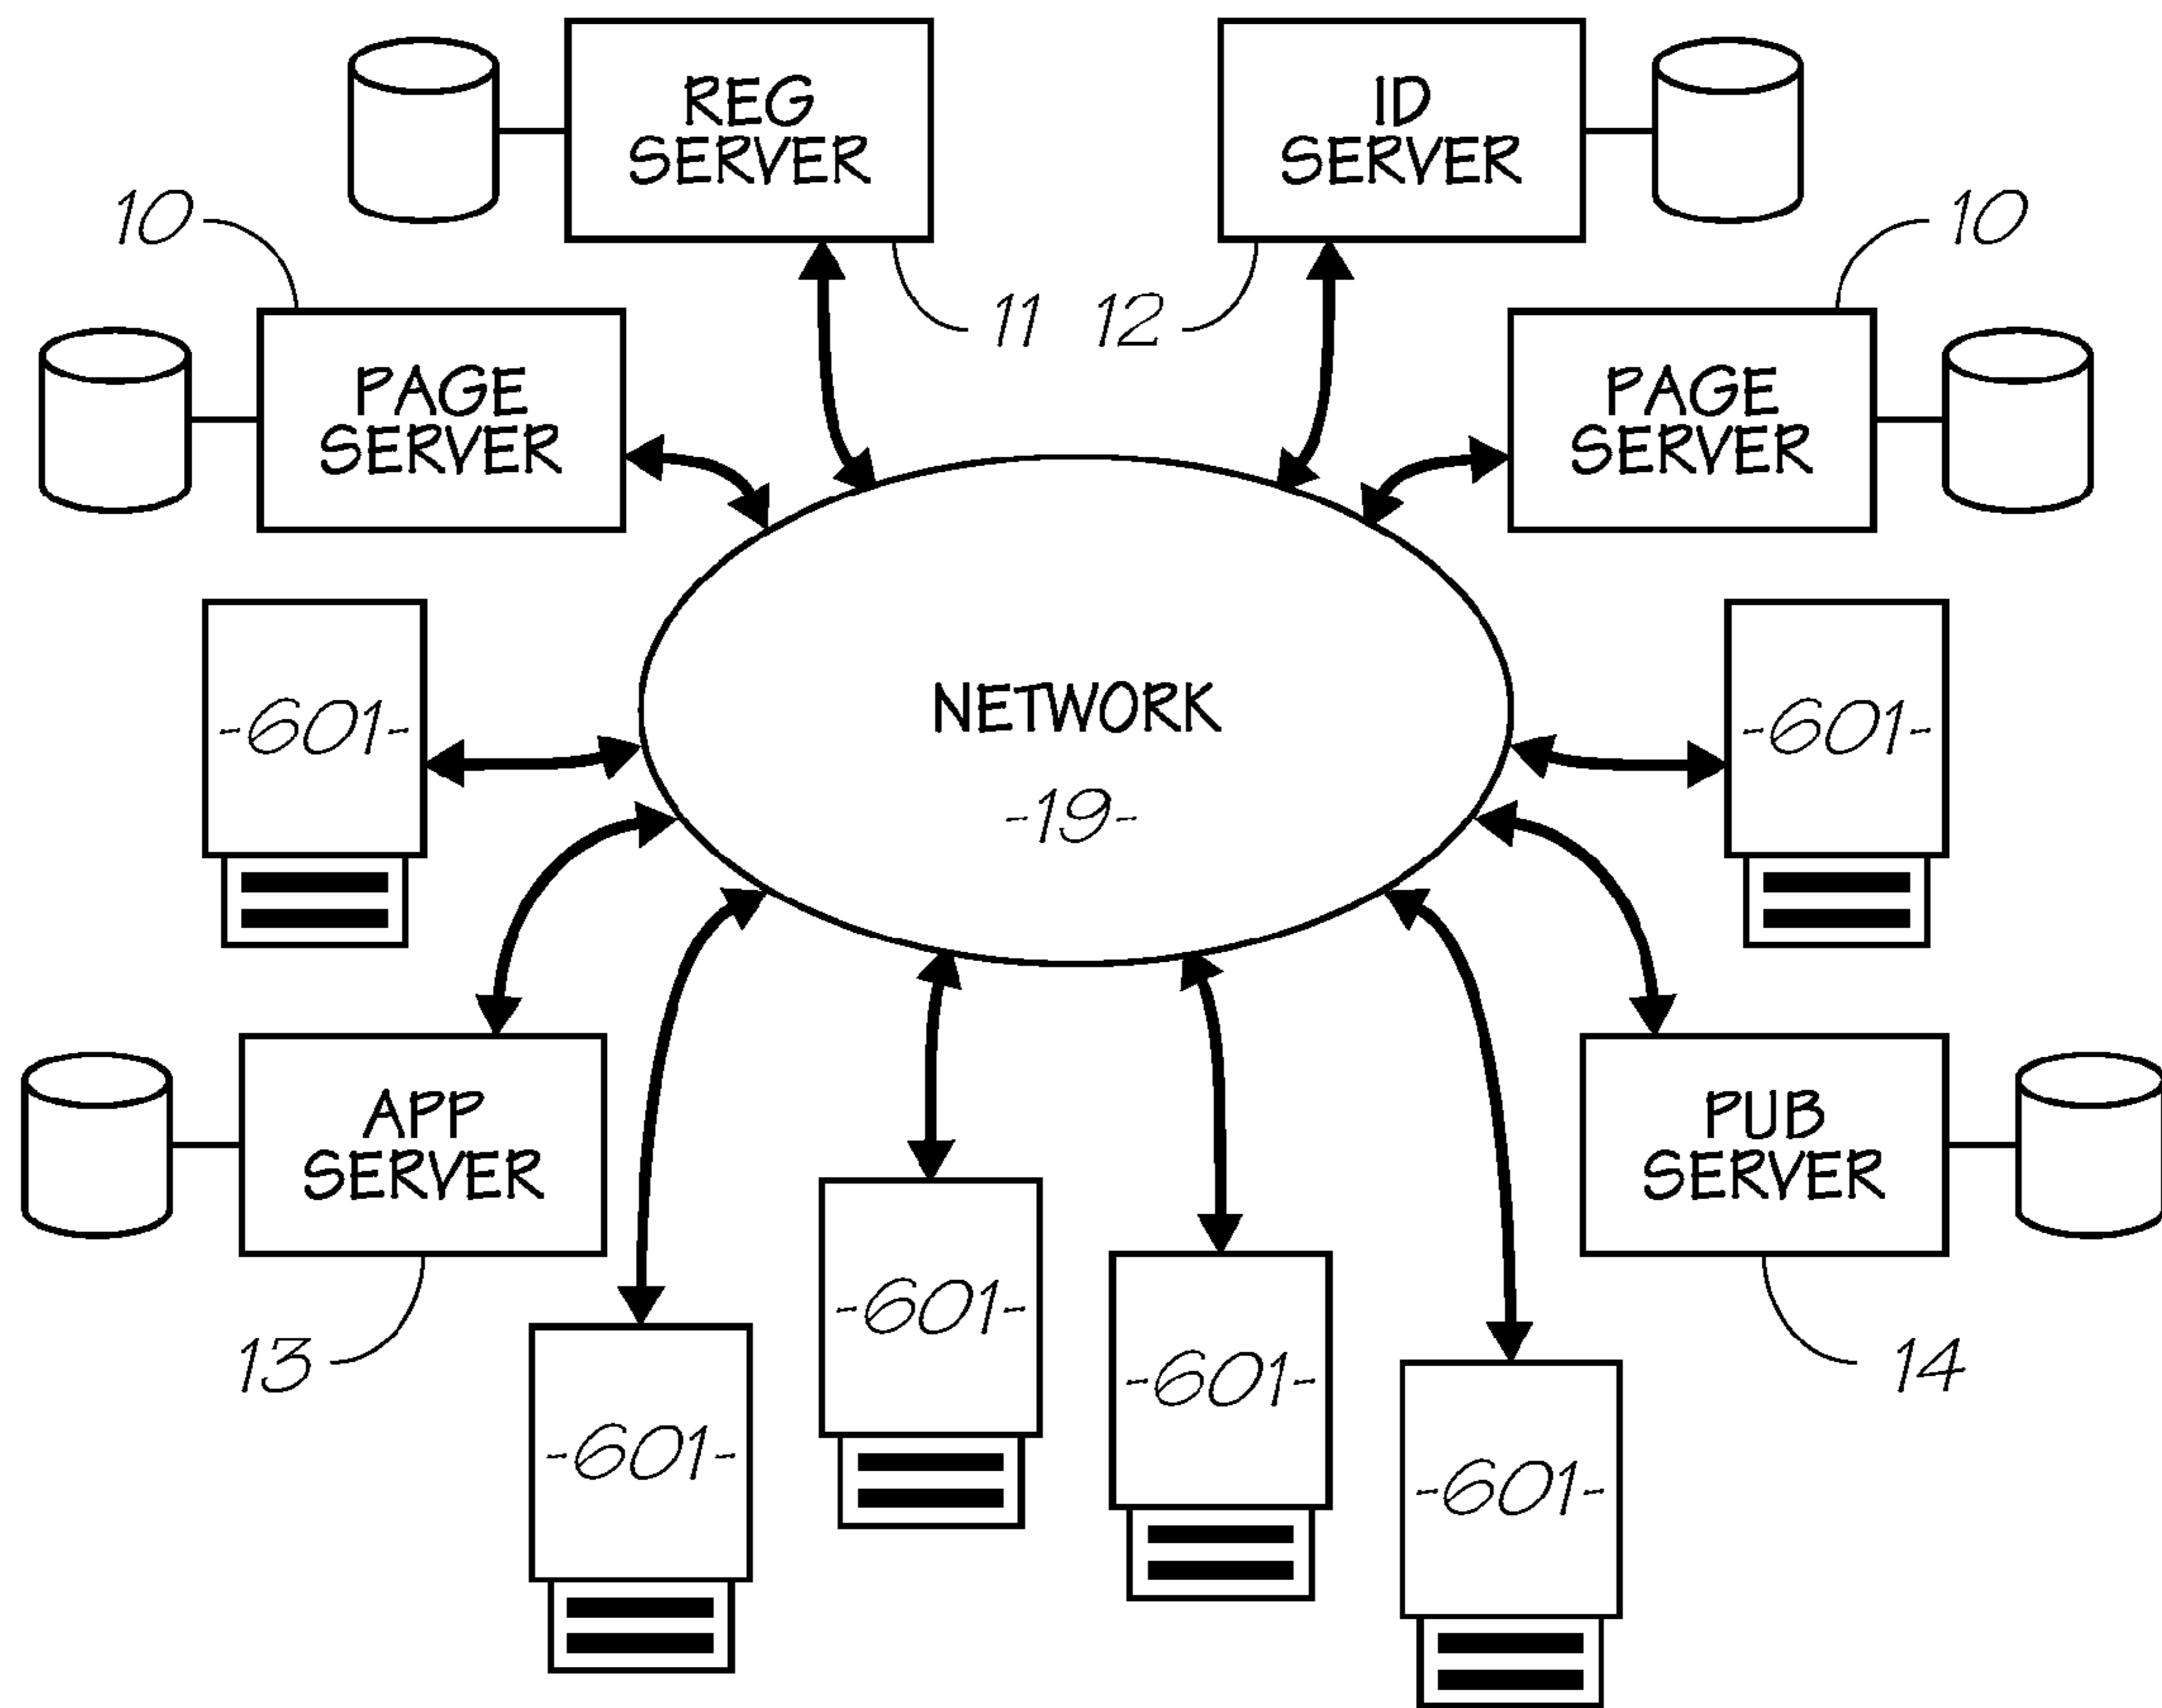 REG
SERVER
ID
SERVER
10
10
11
12
PAGE
SERVER
PAGE
SERVER
-601-
NETWORK
-19-
-601-
APP
SERVER
PUB
SERVER
13
14
-601-
-601-
-601-
-601-